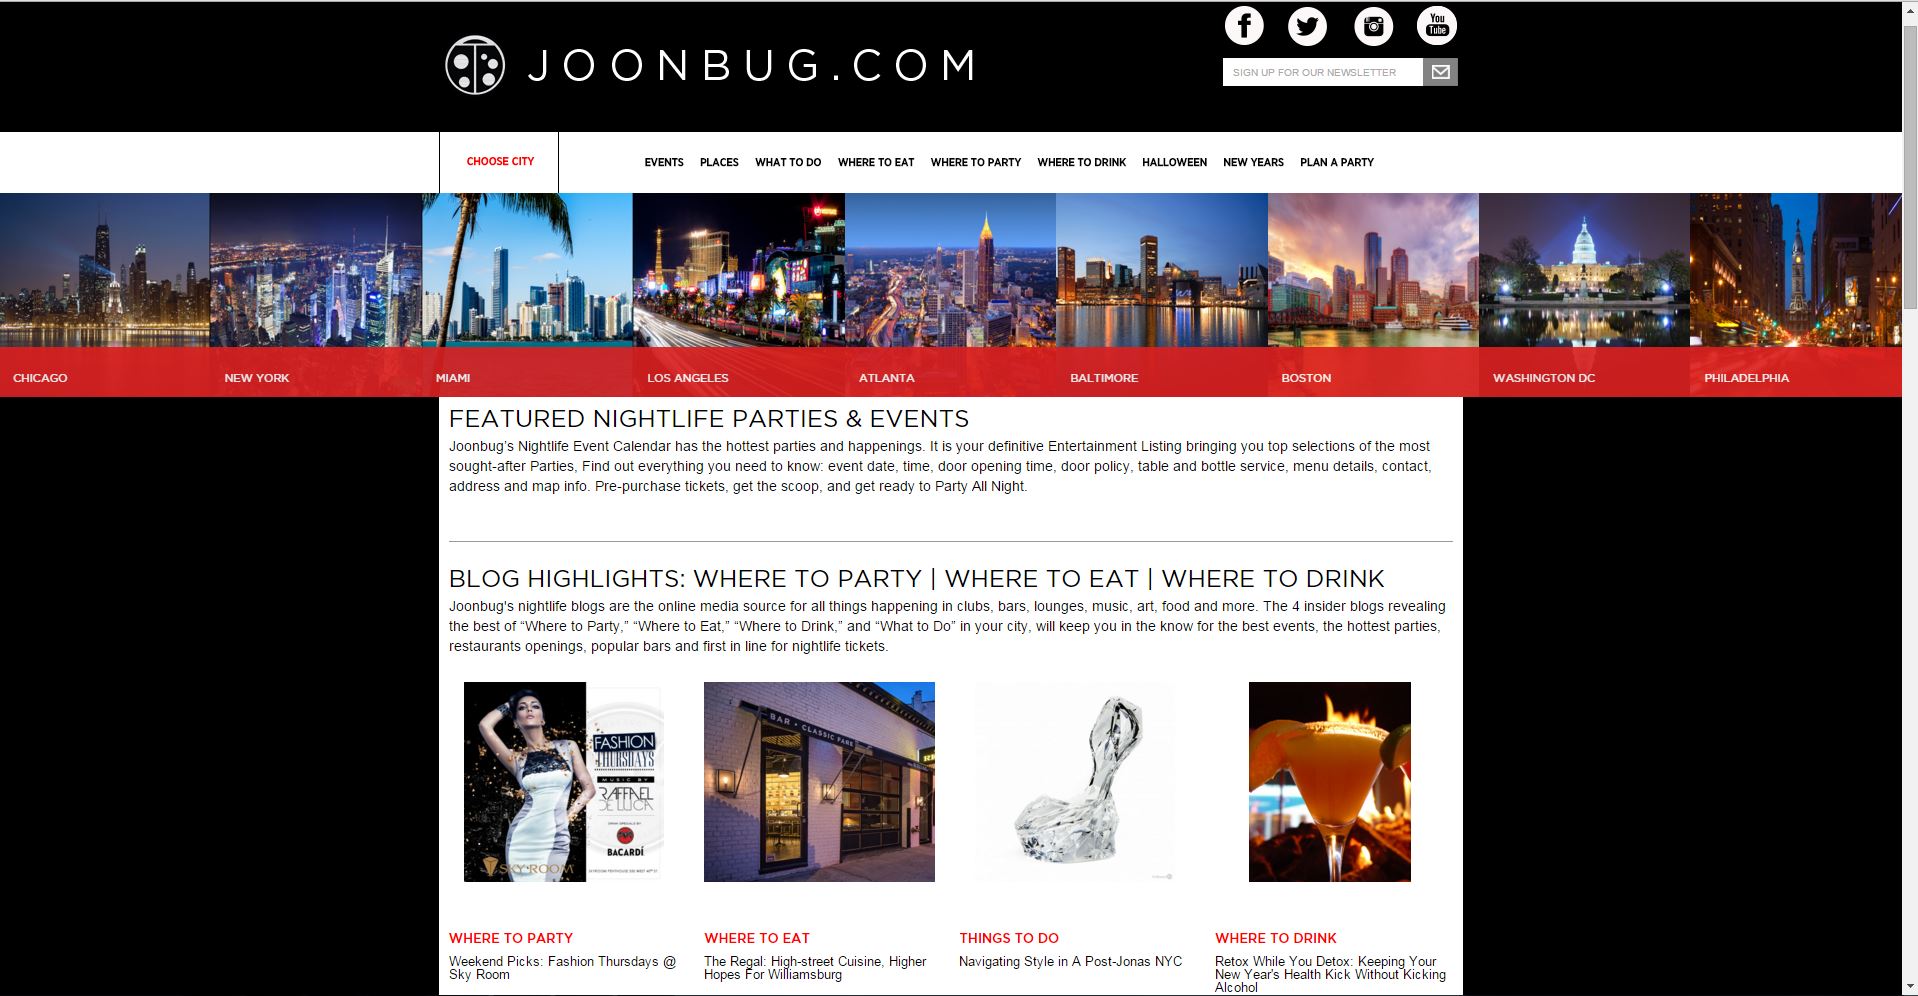 JOONBUG.COM
You
Tube
SIGN UP FOR OUR NEWSLETTER
CHOOSE CITY
EVENTS PLACES WHAT TO DO WHERE TO EAT WHERE TO PARTY WHERE TO DRINK HALLOWEEN NEW YEARS PLAN A PARTY
CHICAGO NEW YORK MIAMI LOS ANGELES ATLANTA BALTIMORE BOSTON WASHINGTON DC PHILADELPHIA
FEATURED NIGHTLIFE PARTIES & EVENTS
Joonbug’s Nightlife Event Calendar has the hottest parties and happenings. It is your definitive Entertainment Listing bringing you top selections of the most
sought-after Parties, Find out everything you need to know: event date, time, door opening time, door policy, table and bottle service, menu details, contact,
address and map info. Pre-purchase tickets, get the scoop, and get ready to Party All Night.
BLOG HIGHLIGHTS: WHERE TO PARTY | WHERE TO EAT | WHERE TO DRINK
Joonbug's nightlife blogs are the online media source for all things happening in clubs, bars, lounges, music, art, food and more. The 4 insider blogs revealing
the best of “Where to Party,” “Where to Eat,” “Where to Drink,” and “What to Do” in your city, will keep you in the know for the best events, the hottest parties,
restaurants openings, popular bars and first in line for nightlife tickets.
FASHION
THURSDAYS
MUSIC BY
RAFFAEL
DE LUCA
DRINK SPECIALS BY
BACARDI
SKY ROOM
BAR • CLASSIC FARE
WHERE TO PARTY
Weekend Picks: Fashion Thursdays @
Sky Room
WHERE TO EAT
The Regal: High-street Cuisine, Higher
Hopes For Williamsburg
THINGS TO DO
Navigating Style in A Post-Jonas NYC
WHERE TO DRINK
Retox While You Detox: Keeping Your
New Year's Health Kick Without Kicking
Alcohol